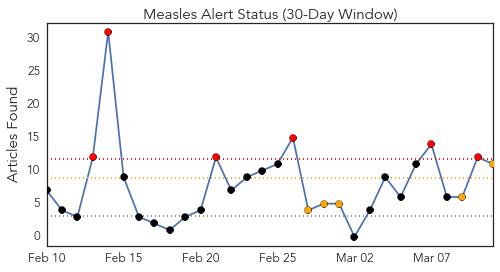 Measles Alert Status (30-Day Window)
Articles Found
30
25
20
15
10
5
0
Feb 10 Feb 15 Feb 20 Feb 25 Mar 02 Mar 07